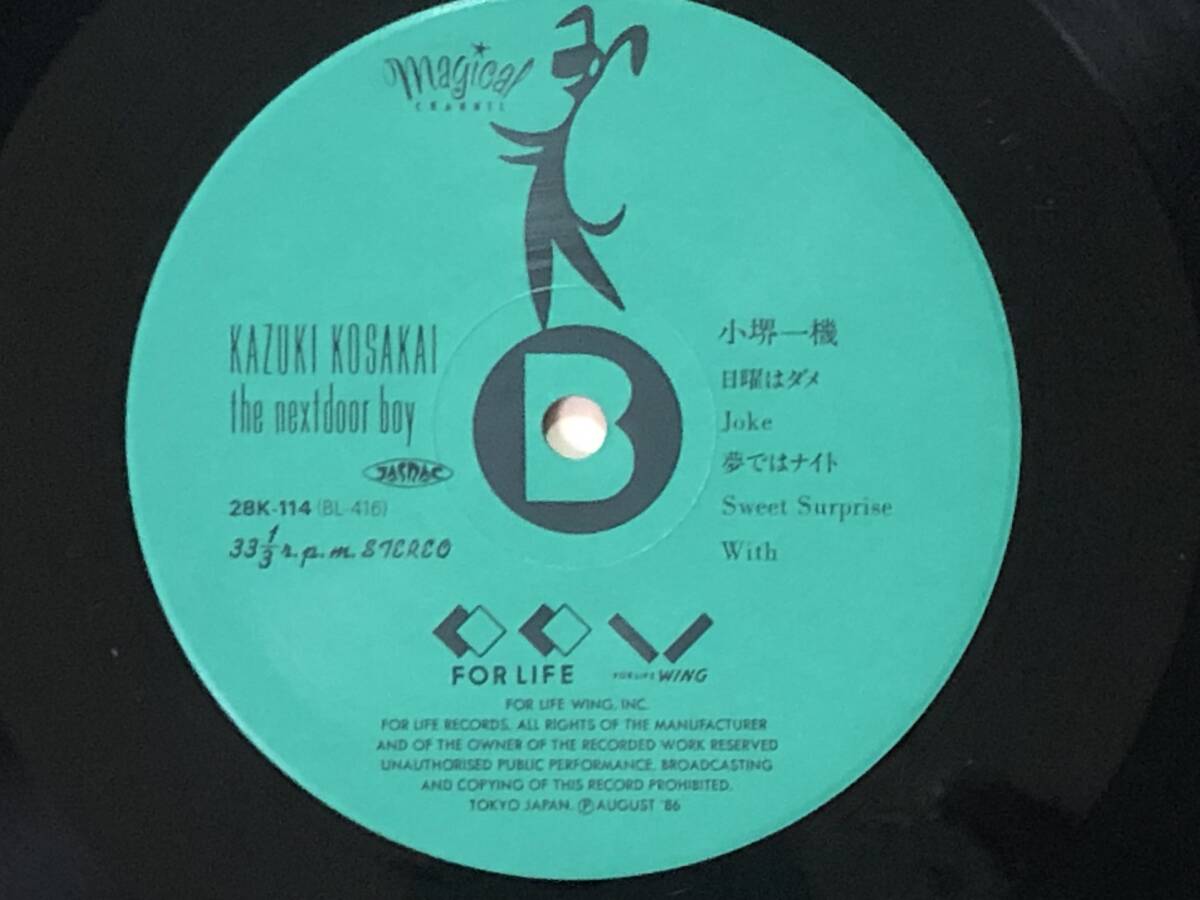 magical
CHANNEL
KAZUKI KOSAKAI
the nextdoor boy
JASRAC
28K-114 (BL-416)
33 1/3 r.p.m. STEREO
B
小堺一機
日曜はダメ
Joke
夢ではナイト
Sweet Surprise
With
FOR LIFE
FOR LIFE WING
FOR LIFE WING, INC.
FOR LIFE RECORDS. ALL RIGHTS OF THE MANUFACTURER
AND OF THE OWNER OF THE RECORDED WORK RESERVED
UNAUTHORISED PUBLIC PERFORMANCE, BROADCASTING
AND COPYING OF THIS RECORD PROHIBITED.
TOKYO JAPAN. ℗ AUGUST '86